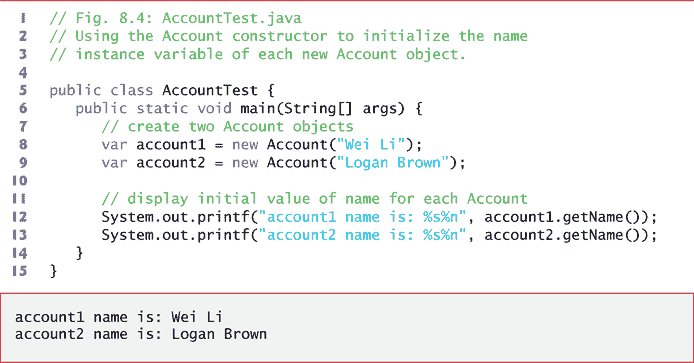 1 // Fig. 8.4: AccountTest.java
2 // Using the Account constructor to initialize the name
3 // instance variable of each new Account object.
4
5 public class AccountTest {
6    public static void main(String[] args) {
7       // create two Account objects
8       var account1 = new Account("Wei Li");
9       var account2 = new Account("Logan Brown");
10
11       // display initial value of name for each Account
12       System.out.printf("account1 name is: %s%n", account1.getName());
13       System.out.printf("account2 name is: %s%n", account2.getName());
14    }
15 }
account1 name is: Wei Li
account2 name is: Logan Brown